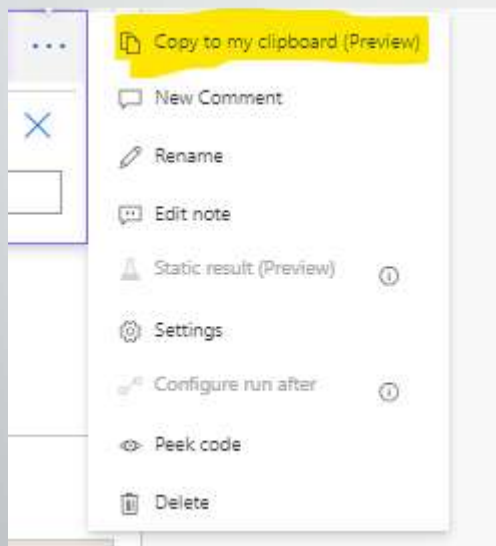 Copy to my clipboard (Preview)
New Comment
Rename
Edit note
Static result (Preview)
Settings
Configure run after
Peek code
Delete